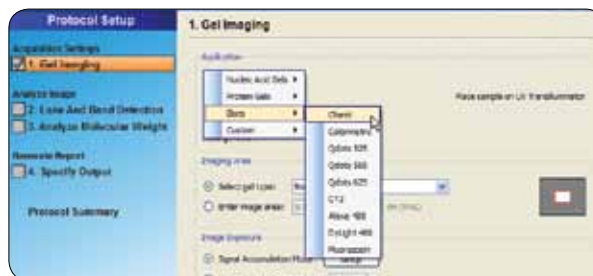 Protocol Setup
Acquisition Settings
1. Gel Imaging
Analyze Image
2. Lane And Band Detection
3. Analyze Molecular Weight
Generate Report
4. Specify Output
Protocol Summary
1. Gel Imaging
Application
Nucleic Acid Gels
Protein Gels
Blots
Custom
Chemi
Colorimetric
Qdots 525
Qdots 565
Qdots 625
CY2
Alexa 488
DyLight 488
Fluorescein
Place sample on UV Transilluminator
Imaging Area
Select gel type:
Enter image area:
Image Exposure
Signal Accumulation Mode
Setup